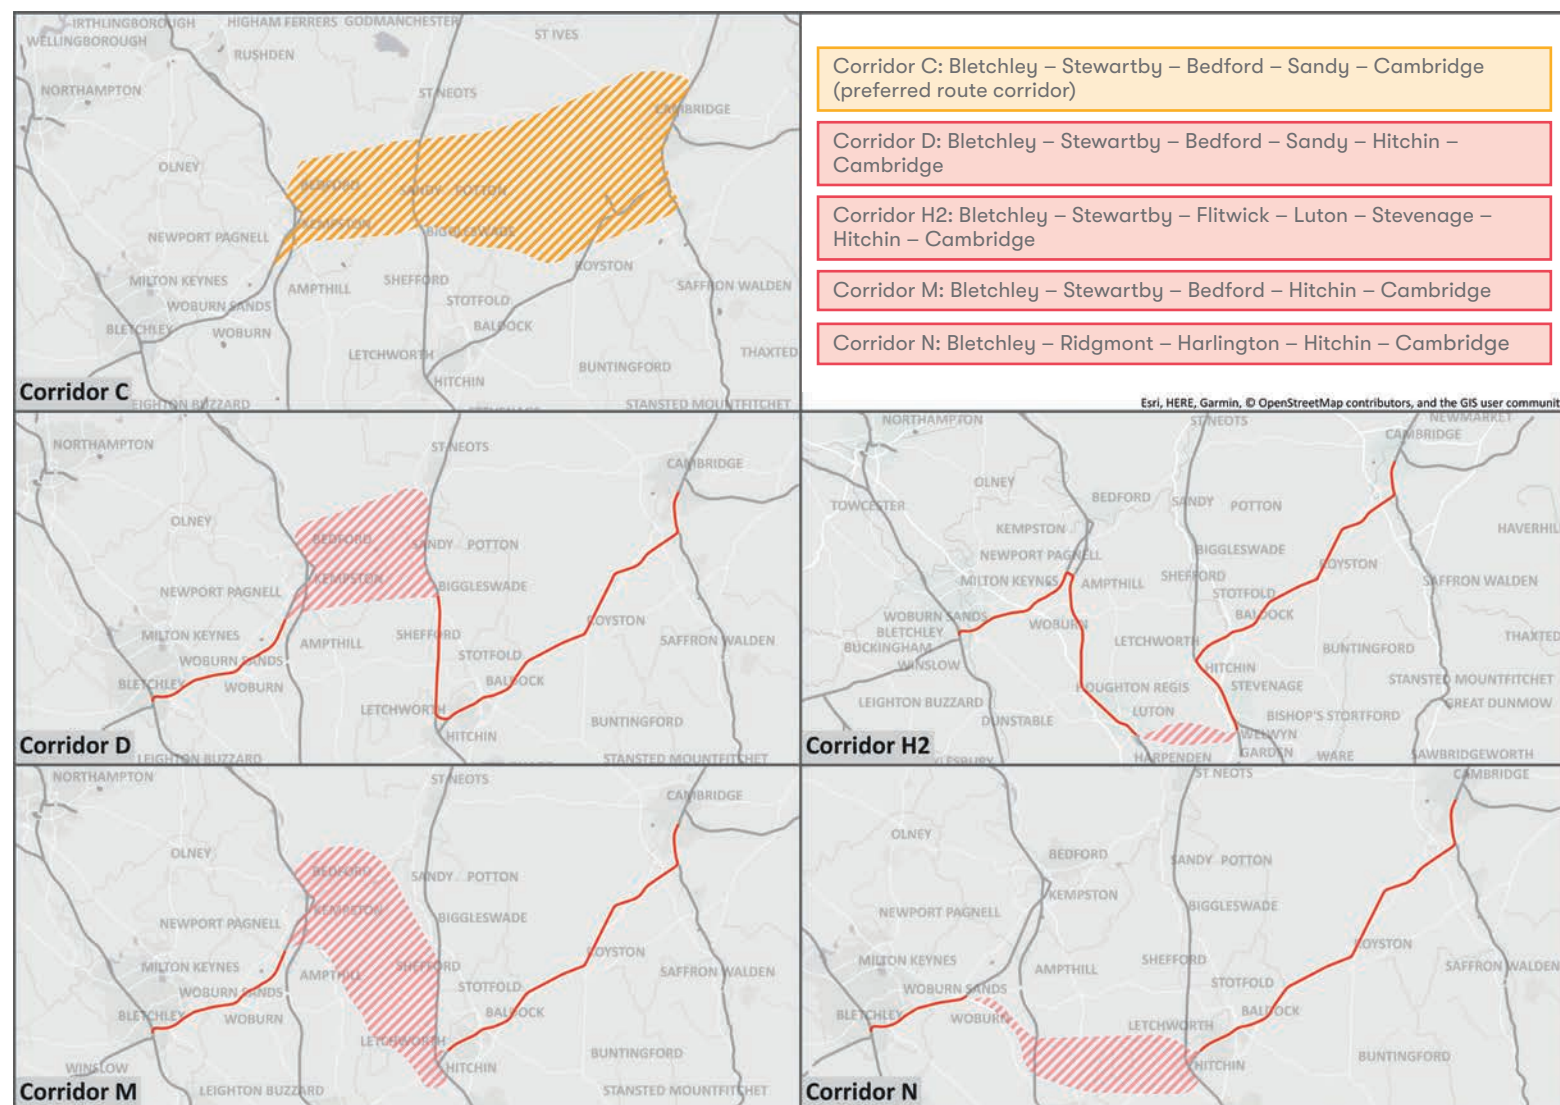 IRTHLINGBOROUGH
HIGHAM FERRERS
GODMANCHESTER
ST IVES
WELLINGBOROUGH
RUSHDEN
NORTHAMPTON
ST NEOTS
CAMBRIDGE
OLNEY
BEDFORD
SANDY
POTTON
KEMPSTON
BIGGLESWADE
NEWPORT PAGNELL
ROYSTON
MILTON KEYNES
AMPTHILL
SHEFFORD
SAFFRON WALDEN
WOBURN SANDS
STOTFOLD
BLETCHLEY
WOBURN
BALDOCK
LETCHWORTH
THAXTED
BUNTINGFORD
HITCHIN
Corridor C
EIGHTON BUZZARD
STEVENAGE
STANSTED MOUNTFITCHET
Corridor C: Bletchley – Stewartby – Bedford – Sandy – Cambridge
(preferred route corridor)
Corridor D: Bletchley – Stewartby – Bedford – Sandy – Hitchin –
Cambridge
Corridor H2: Bletchley – Stewartby – Flitwick – Luton – Stevenage –
Hitchin – Cambridge
Corridor M: Bletchley – Stewartby – Bedford – Hitchin – Cambridge
Corridor N: Bletchley – Ridgmont – Harlington – Hitchin – Cambridge
Esri, HERE, Garmin, © OpenStreetMap contributors, and the GIS user communit
NORTHAMPTON
ST NEOTS
CAMBRIDGE
OLNEY
BEDFORD
SANDY
POTTON
KEMPSTON
BIGGLESWADE
NEWPORT PAGNELL
ROYSTON
MILTON KEYNES
AMPTHILL
SHEFFORD
SAFFRON WALDEN
WOBURN SANDS
STOTFOLD
BLETCHLEY
WOBURN
BALDOCK
LETCHWORTH
BUNTINGFORD
HITCHIN
Corridor D
LEIGHTON BUZZARD
STANSTED MOUNTFITCHET
NORTHAMPTON
ST NEOTS
NEWMARKET
CAMBRIDGE
OLNEY
BEDFORD
SANDY
POTTON
TOWCESTER
KEMPSTON
HAVERHIL
NEWPORT PAGNELL
BIGGLESWADE
ROYSTON
MILTON KEYNES
AMPTHILL
SHEFFORD
SAFFRON WALDEN
STOTFOLD
WOBURN SANDS
BALDOCK
BLETCHLEY
WOBURN
LETCHWORTH
THAXTED
BUCKINGHAM
BUNTINGFORD
WINSLOW
HITCHIN
STANSTED MOUNTFITCHET
HOUGHTON REGIS
STEVENAGE
LEIGHTON BUZZARD
GREAT DUNMOW
LUTON
BISHOP'S STORTFORD
DUNSTABLE
WELWYN
GARDEN
Corridor H2
YLESBURY
HARPENDEN
WARE
SAWBRIDGEWORTH
NORTHAMPTON
ST NEOTS
CAMBRIDGE
OLNEY
BEDFORD
SANDY
POTTON
KEMPSTON
BIGGLESWADE
NEWPORT PAGNELL
ROYSTON
MILTON KEYNES
AMPTHILL
SHEFFORD
SAFFRON WALDEN
WOBURN SANDS
STOTFOLD
BLETCHLEY
WOBURN
BALDOCK
LETCHWORTH
BUNTINGFORD
WINSLOW
HITCHIN
Corridor M
LEIGHTON BUZZARD
STANSTED MOUNTFITCHET
ST NEOTS
CAMBRIDGE
OLNEY
BEDFORD
SANDY
POTTON
KEMPSTON
BIGGLESWADE
NEWPORT PAGNELL
ROYSTON
MILTON KEYNES
AMPTHILL
SHEFFORD
SAFFRON WALDEN
WOBURN SANDS
STOTFOLD
BLETCHLEY
WOBURN
BALDOCK
LETCHWORTH
HITCHIN
BUNTINGFORD
Corridor N